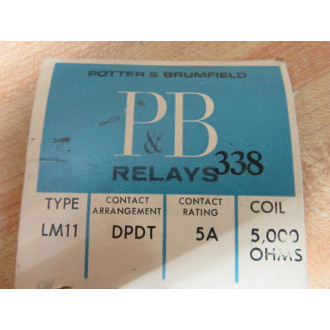 POTTER & BRUMFIELD
P&B
RELAYS 338
TYPE
LM11
CONTACT
ARRANGEMENT
DPDT
CONTACT
RATING
5A
COIL
5,000
OHMS